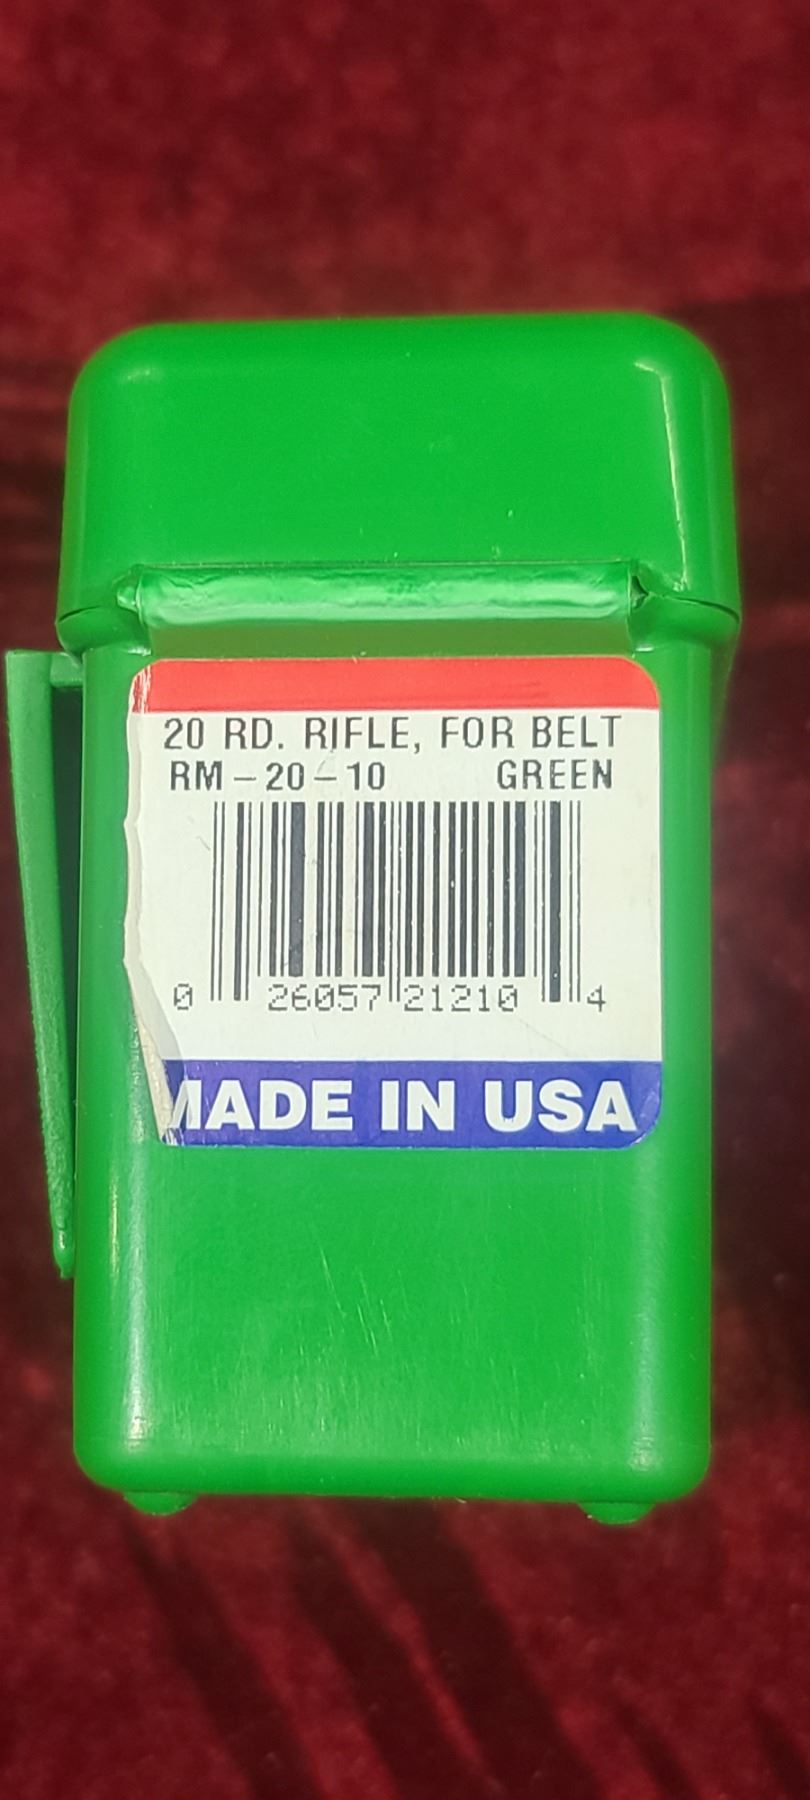 20 RD. RIFLE, FOR BELT
RM-20-10 GREEN
0 26057 21210 4
MADE IN USA